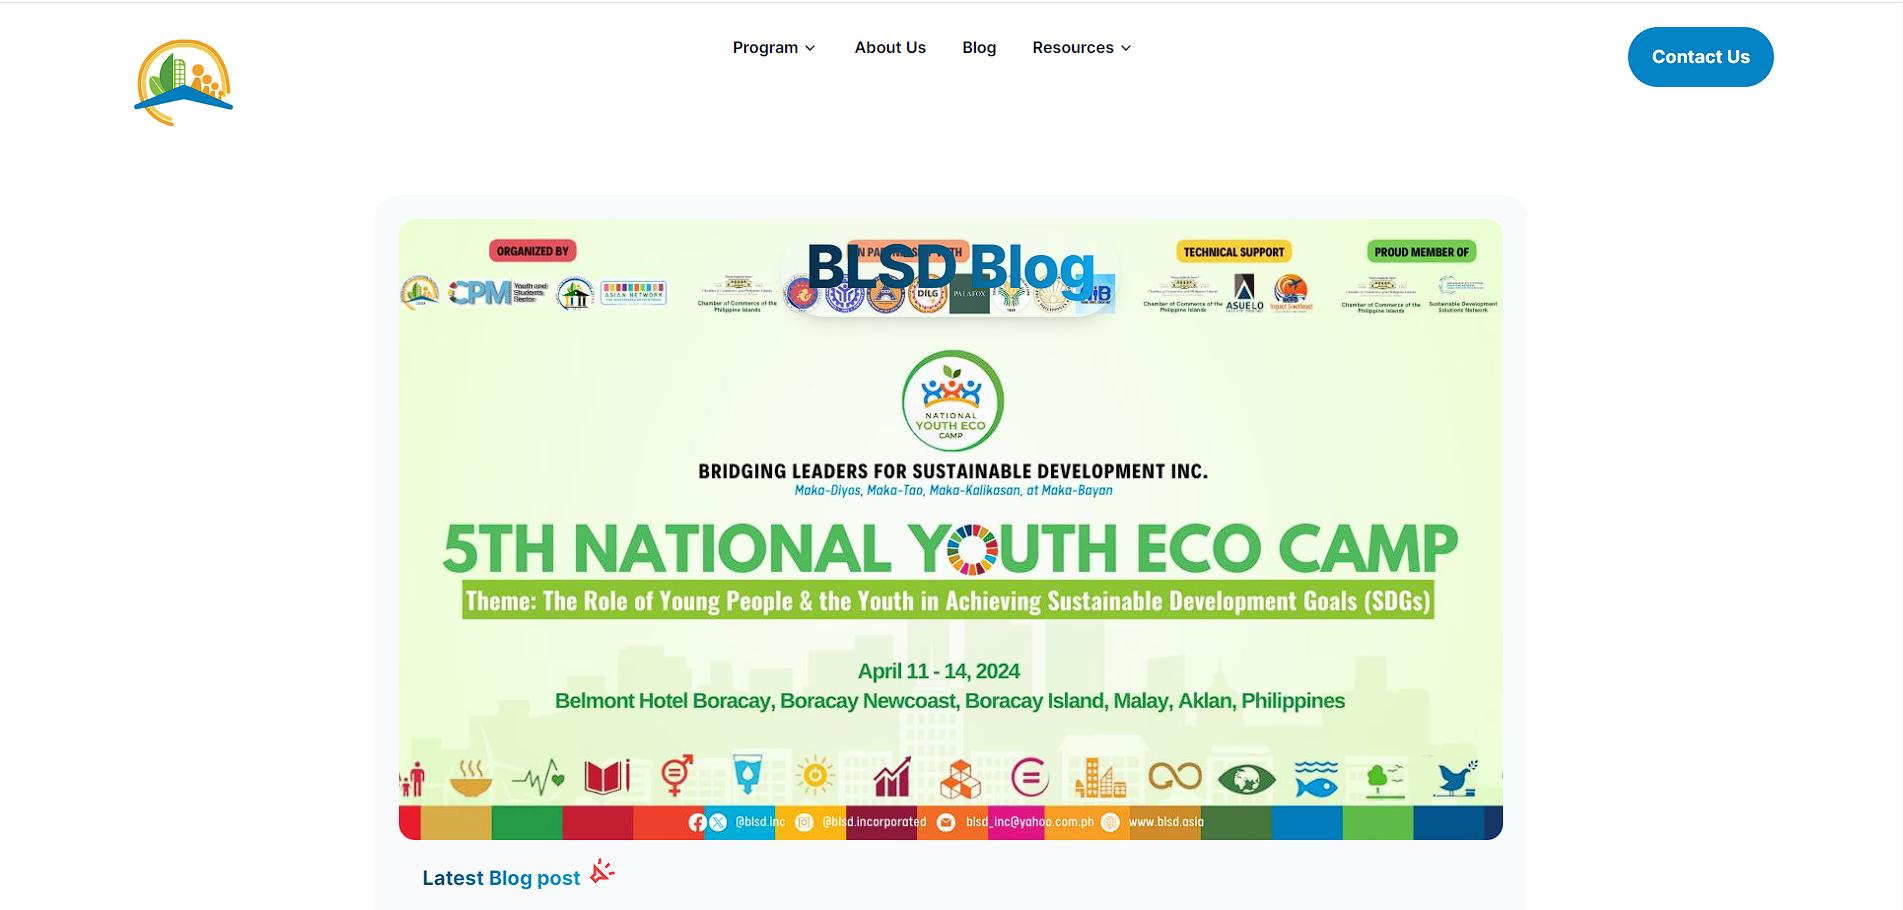 Program
About Us
Blog
Resources
Contact Us
BLSD Blog
ORGANIZED BY
TECHNICAL SUPPORT
PROUD MEMBER OF
CPM Youth and Students Sector
ASIAN NETWORK
Chamber of Commerce of the Philippine Islands
DILG
PALAFOX
Chamber of Commerce of the Philippine Islands
ASUELO
Chamber of Commerce of the Philippine Islands
Sustainable Development Solutions Network
NATIONAL
YOUTH ECO
CAMP
BRIDGING LEADERS FOR SUSTAINABLE DEVELOPMENT INC.
Maka-Diyos, Maka-Tao, Maka-Kalikasan, at Maka-Bayan
5TH NATIONAL YOUTH ECO CAMP
Theme: The Role of Young People & the Youth in Achieving Sustainable Development Goals (SDGs)
April 11 - 14, 2024
Belmont Hotel Boracay, Boracay Newcoast, Boracay Island, Malay, Aklan, Philippines
@blsd.inc
@blsd.incorporated
blsd_inc@yahoo.com.ph
www.blsd.asia
Latest Blog post